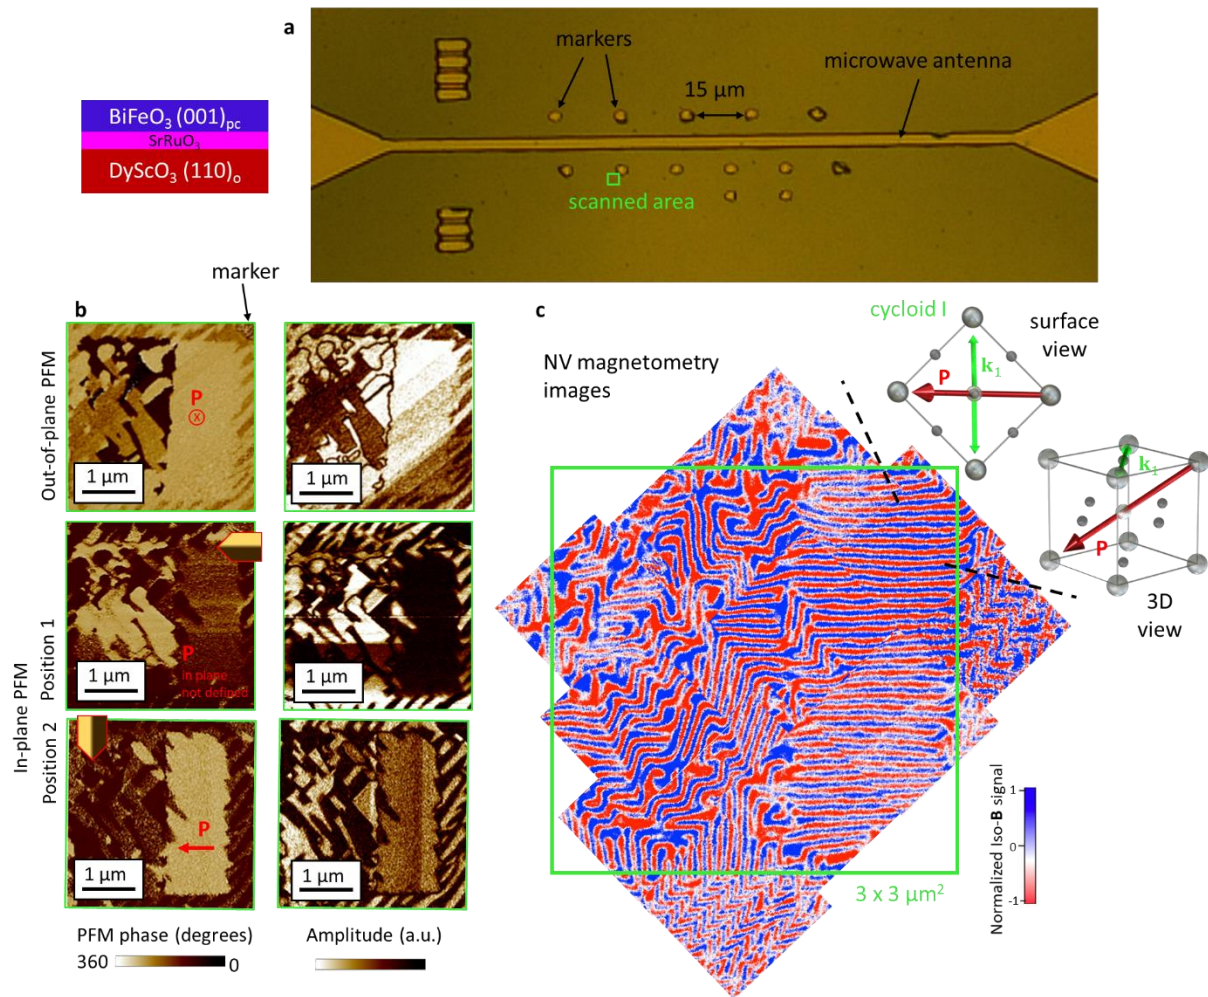 a
markers
microwave antenna
15 µm
scanned area
BiFeO3 (001)pc
SrRuO3
DyScO3 (110)o
marker
b
Out-of-plane PFM
P
x
1 µm
1 µm
In-plane PFM
Position 1
P
in plane
not defined
1 µm
1 µm
Position 2
P
1 µm
1 µm
PFM phase (degrees)
360
0
Amplitude (a.u.)
c
cycloid I
surface
view
NV magnetometry
images
k1
P
k1
P
3D
view
3 x 3 µm2
Normalized Iso-B signal
1
0
-1